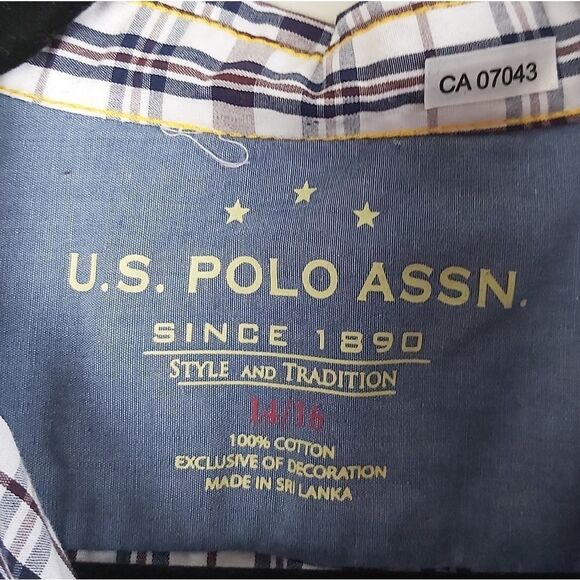 CA 07043
U.S. POLO ASSN.
SINCE 1890
STYLE AND TRADITION
14/16
100% COTTON
EXCLUSIVE OF DECORATION
MADE IN SRI LANKA